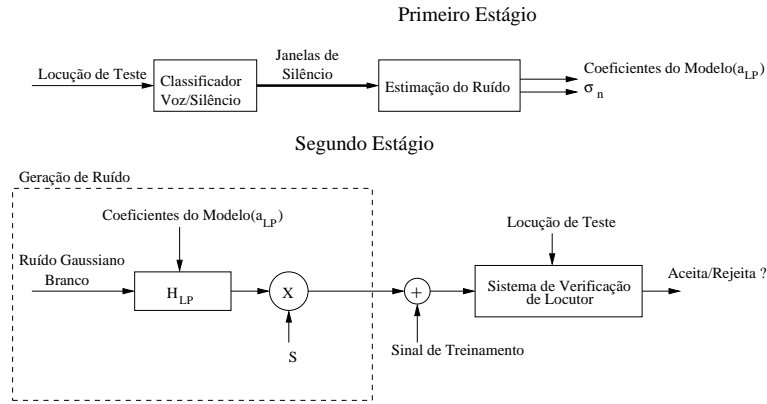 Primeiro Estágio
Locução de Teste
Classificador
Voz/Silêncio
Janelas de
Silêncio
Estimação do Ruído
Coeficientes do Modelo(a_LP)
σ_n
Segundo Estágio
Geração de Ruído
Coeficientes do Modelo(a_LP)
Ruído Gaussiano
Branco
H_LP
X
S
+
Sinal de Treinamento
Locução de Teste
Sistema de Verificação
de Locutor
Aceita/Rejeita ?